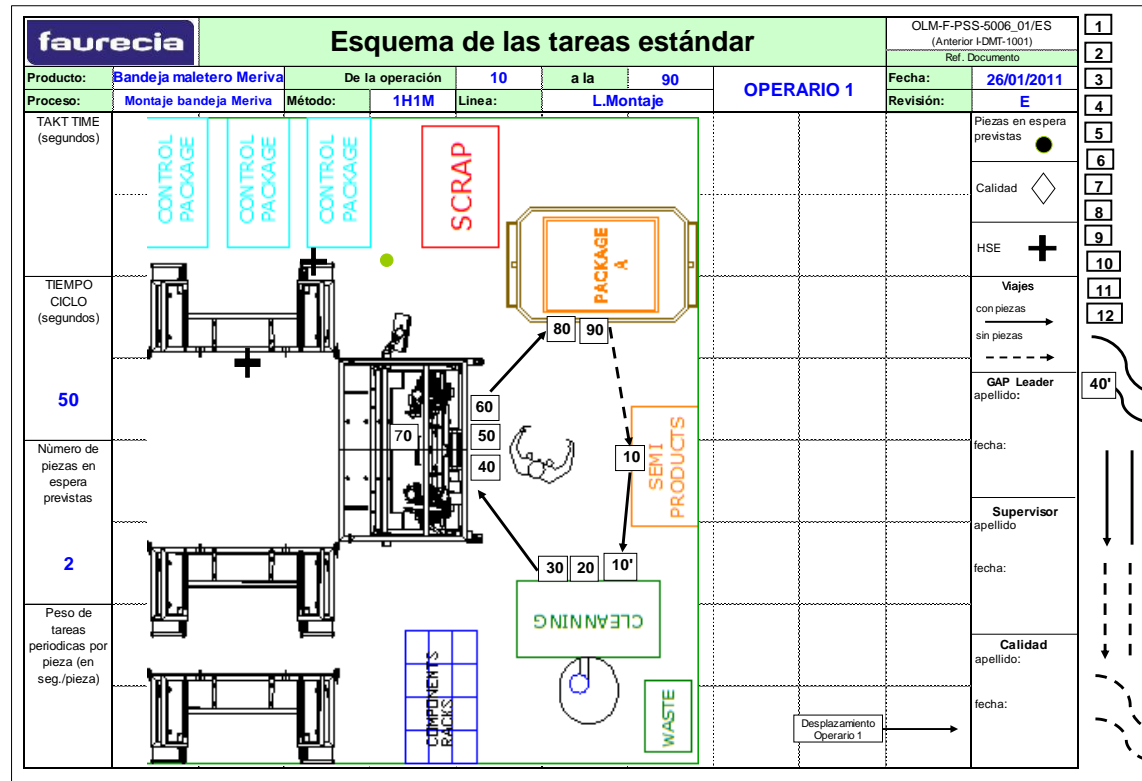 faurecia
Esquema de las tareas estándar
OLM-F-PSS-5006_01/ES
(Anterior I-DMT-1001)
Ref. Documento
Producto:
Bandeja maletero Meriva
De la operación
10
a la
90
OPERARIO 1
Fecha:
26/01/2011
Proceso:
Montaje bandeja Meriva
Método:
1H1M
Linea:
L.Montaje
Revisión:
E
TAKT TIME
(segundos)
TIEMPO
CICLO
(segundos)
50
Nùmero de
piezas en
espera
previstas
2
Peso de
tareas
periodicas por
pieza (en
seg./pieza)
CONTROL
PACKAGE
CONTROL
PACKAGE
CONTROL
PACKAGE
SCRAP
PACKAGE
A
80
90
60
50
40
70
10
SEMI
PRODUCTS
30
20
10'
CLEANNING
COMPONENTS
RACKS
WASTE
Desplazamiento
Operario 1
Piezas en espera
previstas
Calidad
HSE
Viajes
con piezas
sin piezas
GAP Leader
apellido:
fecha:
Supervisor
apellido
fecha:
Calidad
apellido:
fecha:
1
2
3
4
5
6
7
8
9
10
11
12
40'